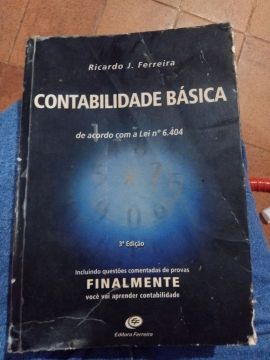 Ricardo J. Ferreira
CONTABILIDADE BÁSICA
de acordo com a Lei nº 6.404
3ª Edição
Incluindo questões comentadas de provas
FINALMENTE
você vai aprender contabilidade
Editora Ferreira